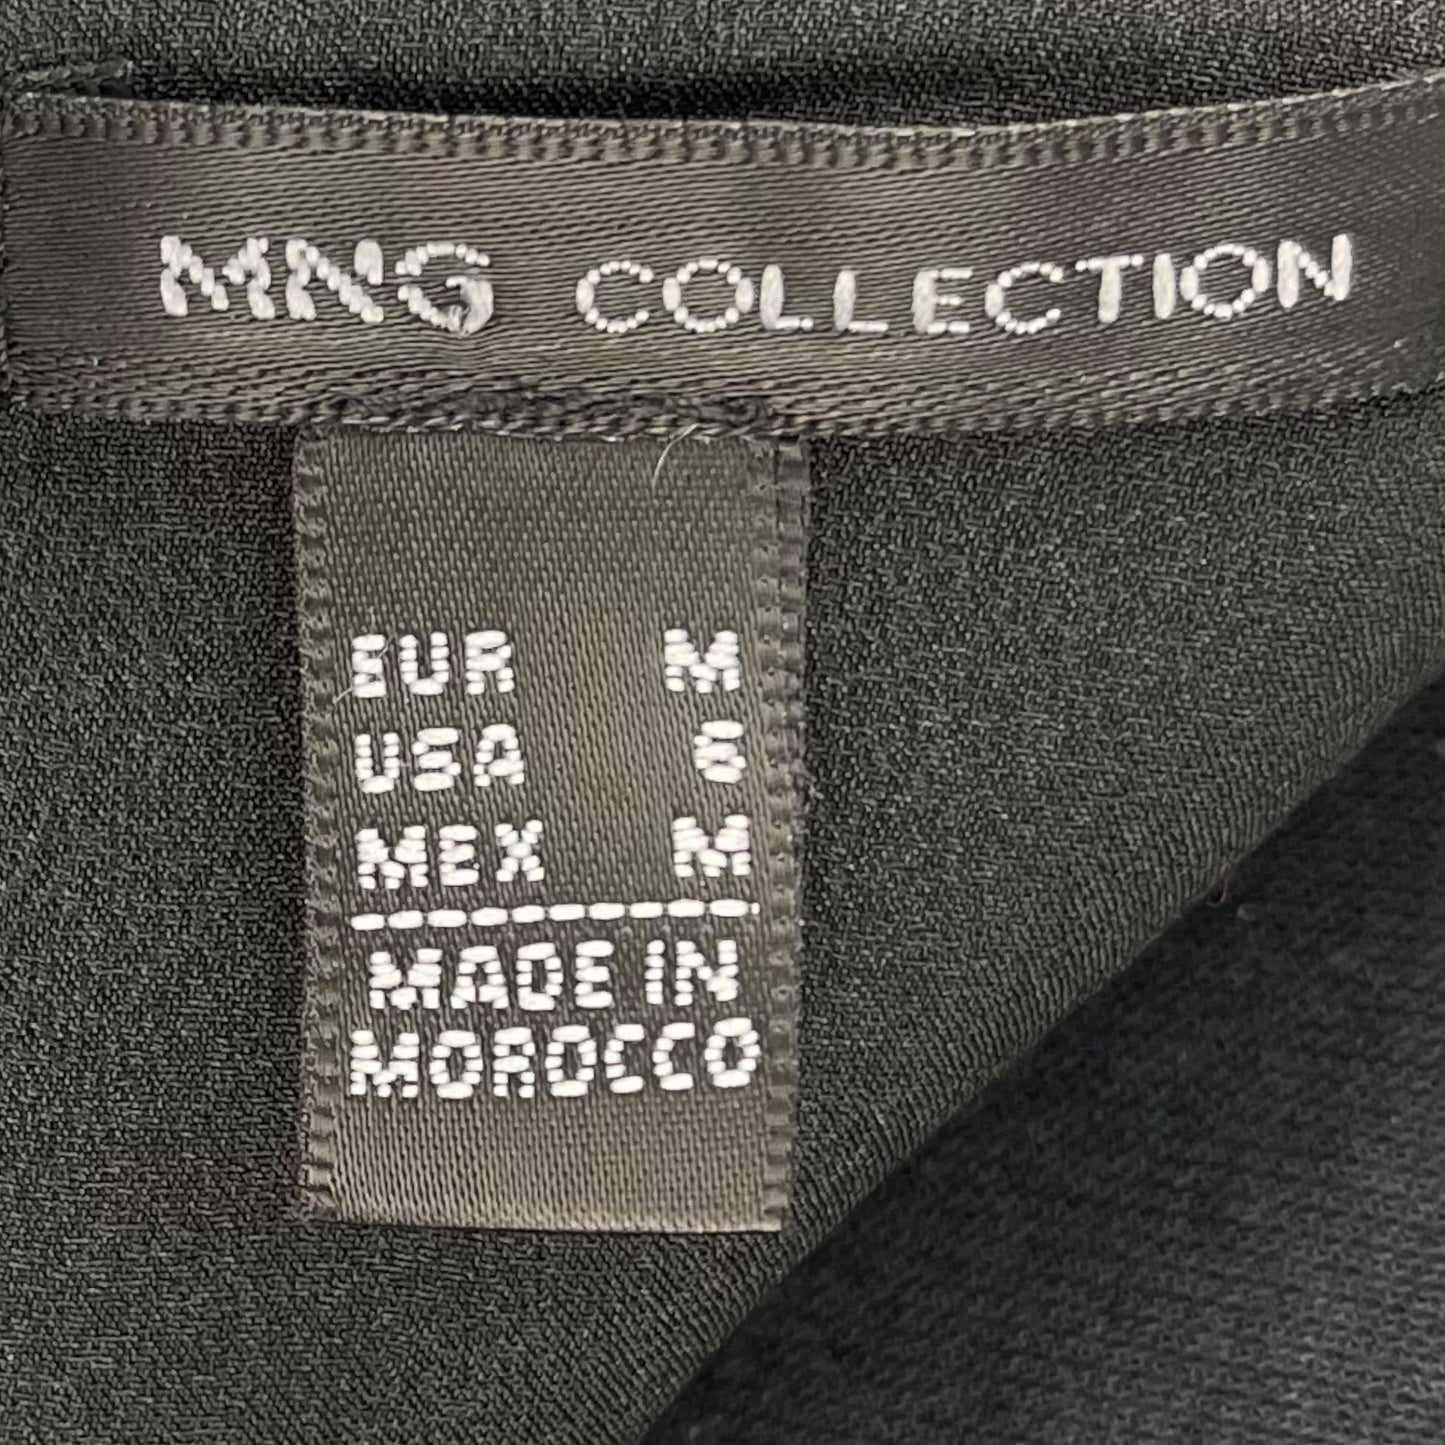 MNG COLLECTION
EUR M
USA 6
MEX M
MADE IN
MOROCCO